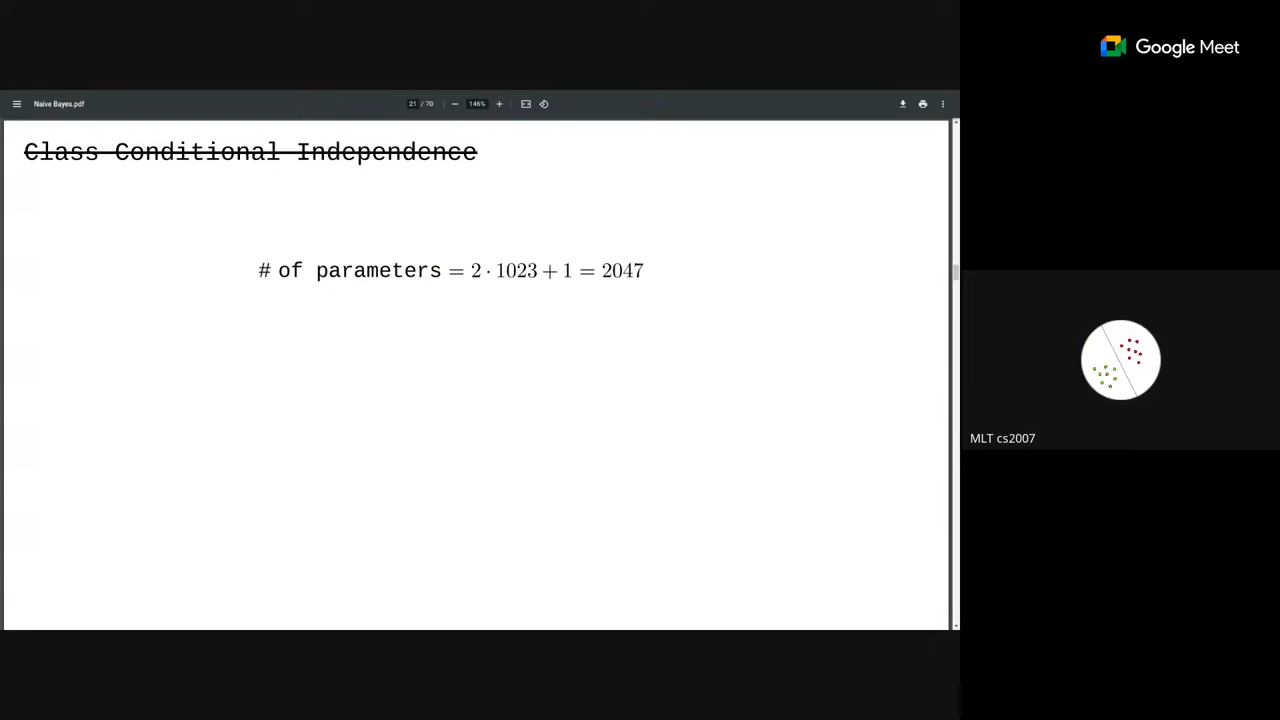 Google Meet
Naive Bayes.pdf
21 / 70
146%
Class Conditional Independence
# of parameters = 2 · 1023 + 1 = 2047
MLT cs2007